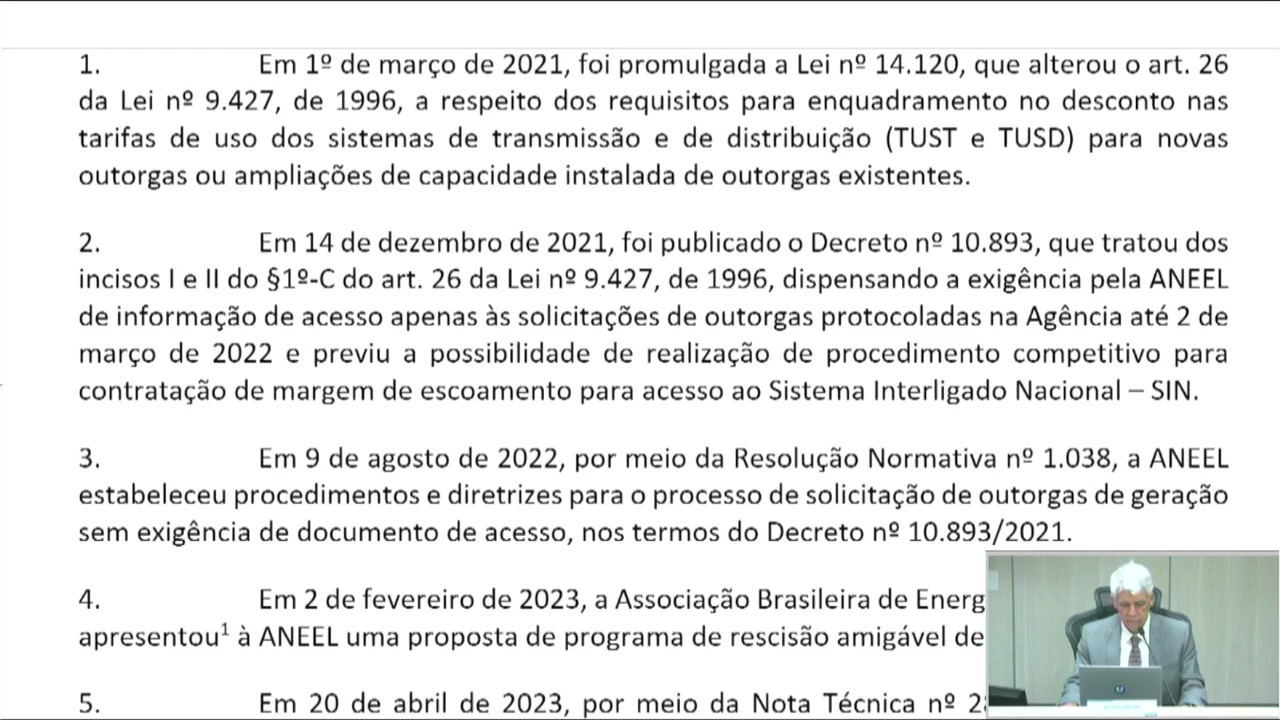 1. Em 1º de março de 2021, foi promulgada a Lei nº 14.120, que alterou o art. 26
da Lei nº 9.427, de 1996, a respeito dos requisitos para enquadramento no desconto nas
tarifas de uso dos sistemas de transmissão e de distribuição (TUST e TUSD) para novas
outorgas ou ampliações de capacidade instalada de outorgas existentes.
2. Em 14 de dezembro de 2021, foi publicado o Decreto nº 10.893, que tratou dos
incisos I e II do §1º-C do art. 26 da Lei nº 9.427, de 1996, dispensando a exigência pela ANEEL
de informação de acesso apenas às solicitações de outorgas protocoladas na Agência até 2 de
março de 2022 e previu a possibilidade de realização de procedimento competitivo para
contratação de margem de escoamento para acesso ao Sistema Interligado Nacional – SIN.
3. Em 9 de agosto de 2022, por meio da Resolução Normativa nº 1.038, a ANEEL
estabeleceu procedimentos e diretrizes para o processo de solicitação de outorgas de geração
sem exigência de documento de acesso, nos termos do Decreto nº 10.893/2021.
4. Em 2 de fevereiro de 2023, a Associação Brasileira de Energ
apresentou¹ à ANEEL uma proposta de programa de rescisão amigável de
5. Em 20 de abril de 2023, por meio da Nota Técnica nº